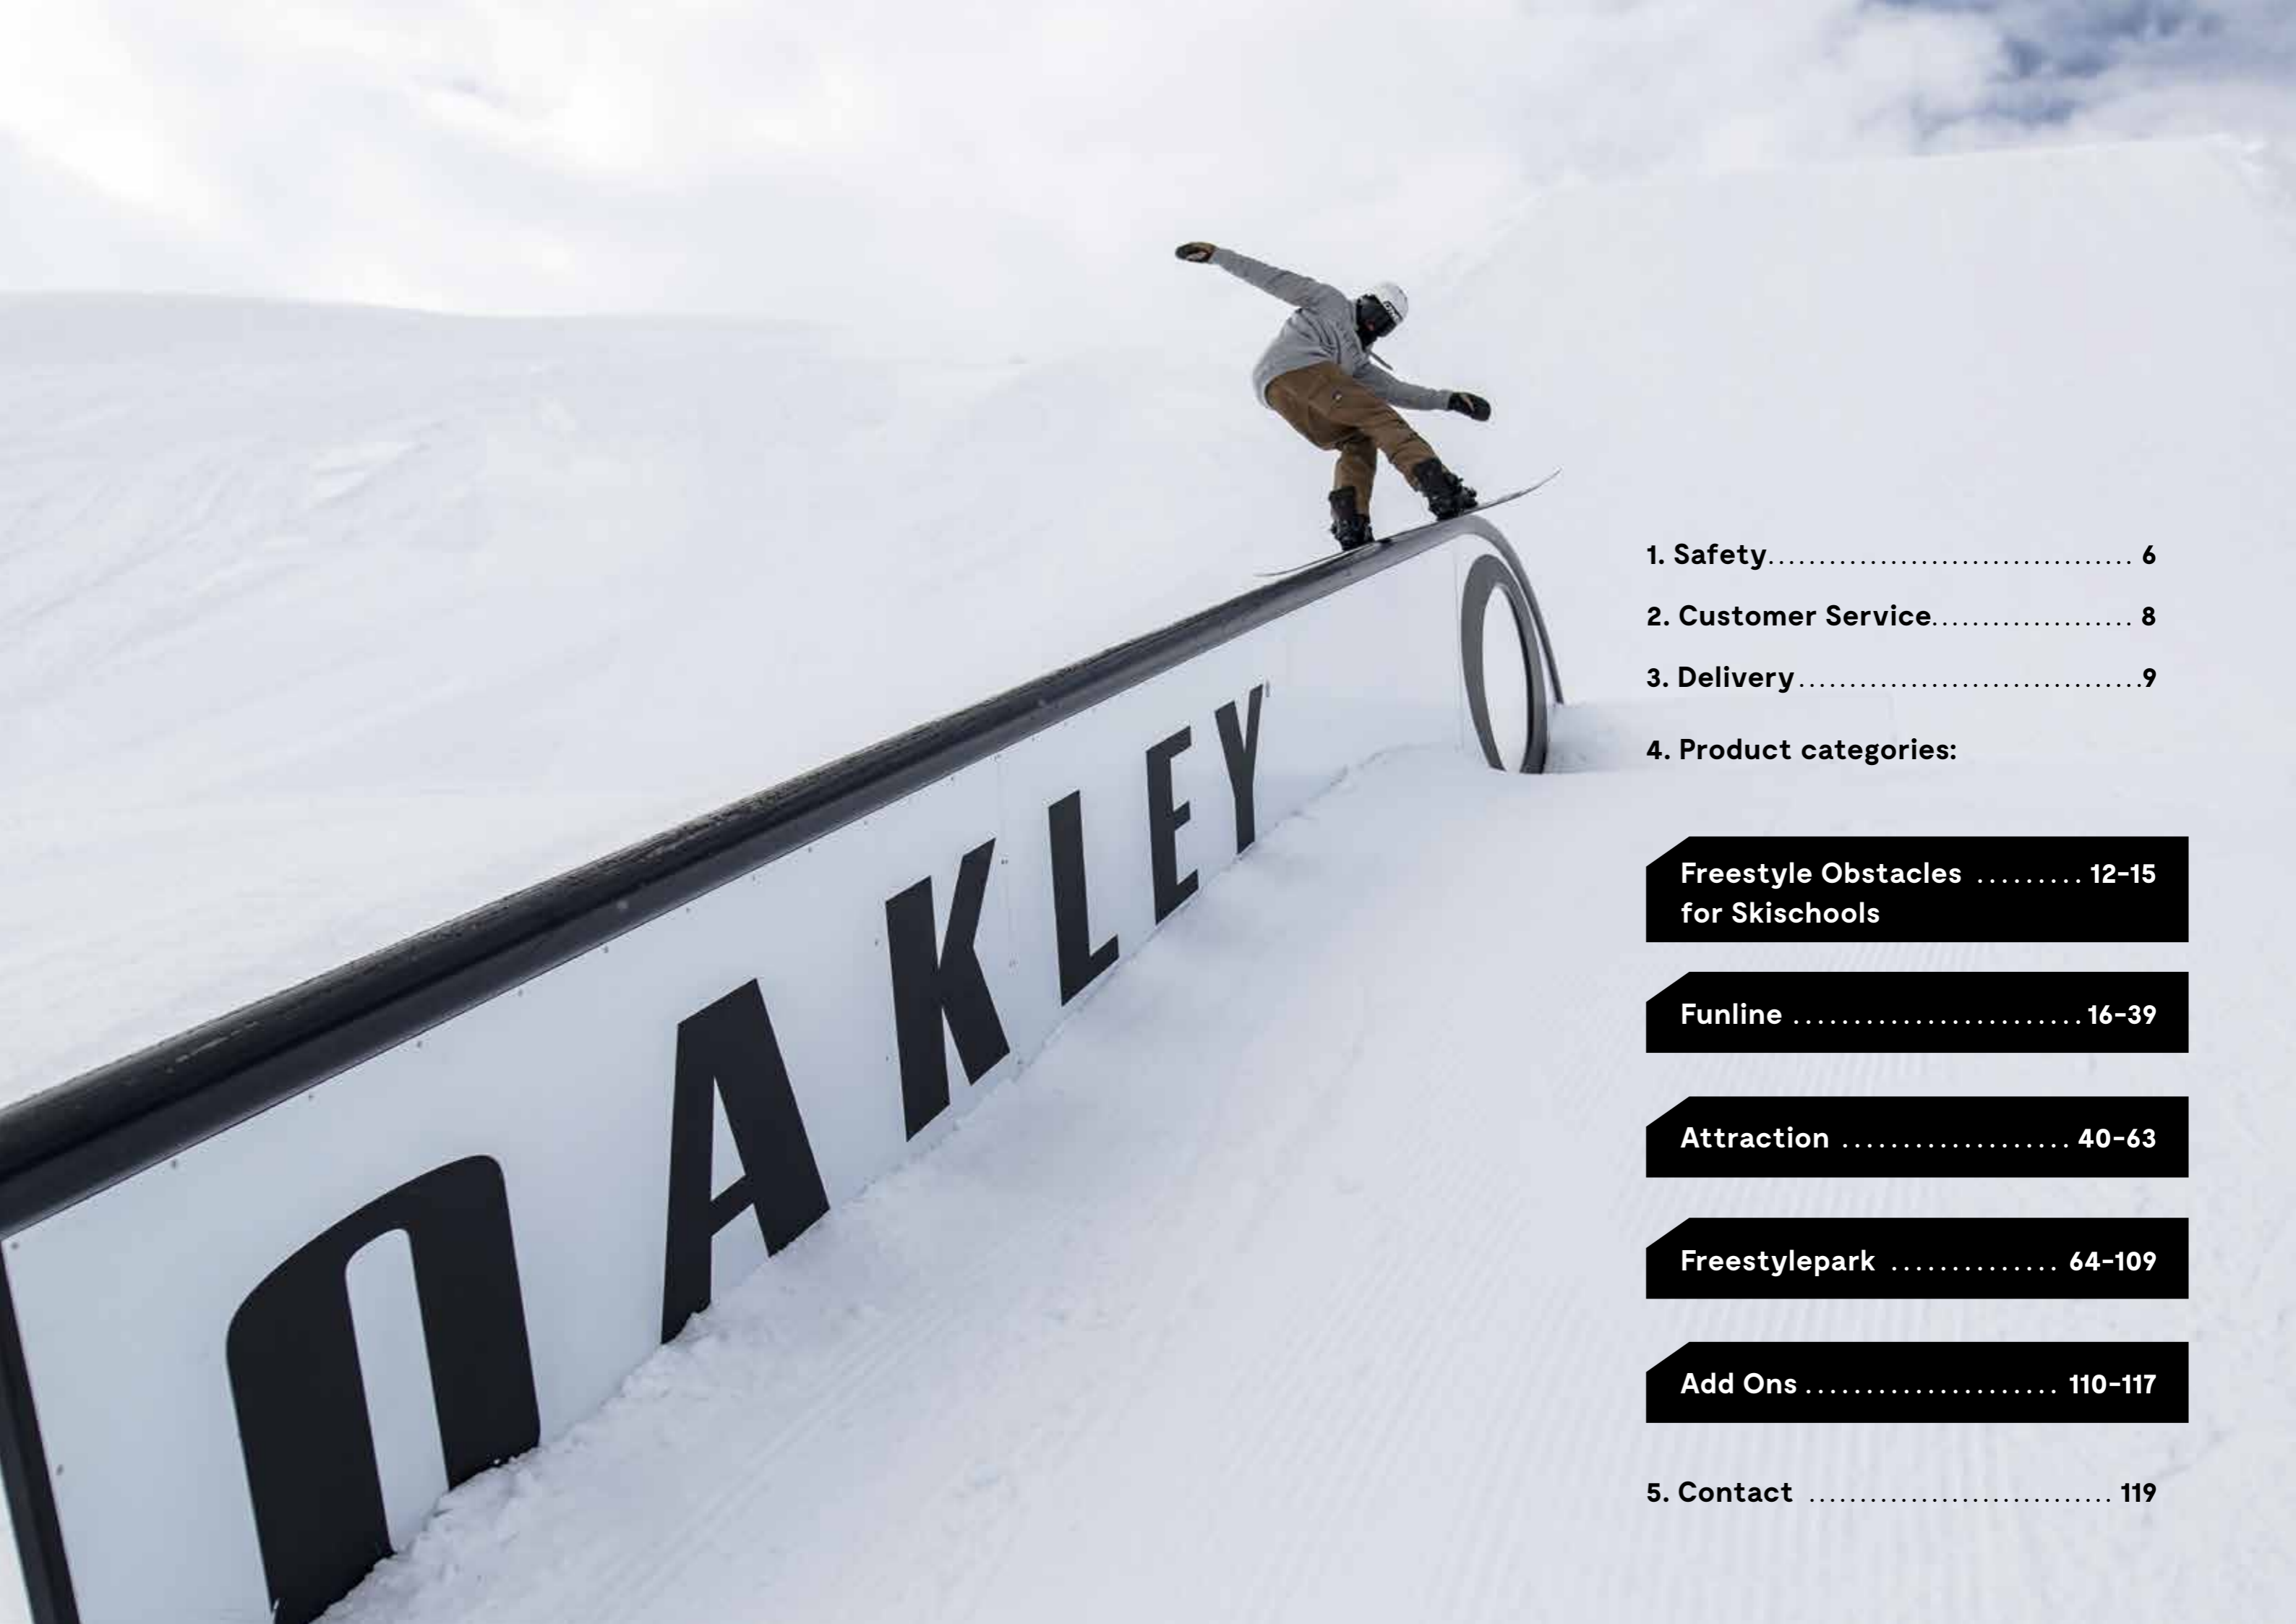 OAKLEY
1. Safety.................................... 6
2. Customer Service.................... 8
3. Delivery..................................9
4. Product categories:
Freestyle Obstacles ......... 12-15
for Skischools
Funline ........................16-39
Attraction ................... 40-63
Freestylepark .............. 64-109
Add Ons ..................... 110-117
5. Contact .............................. 119